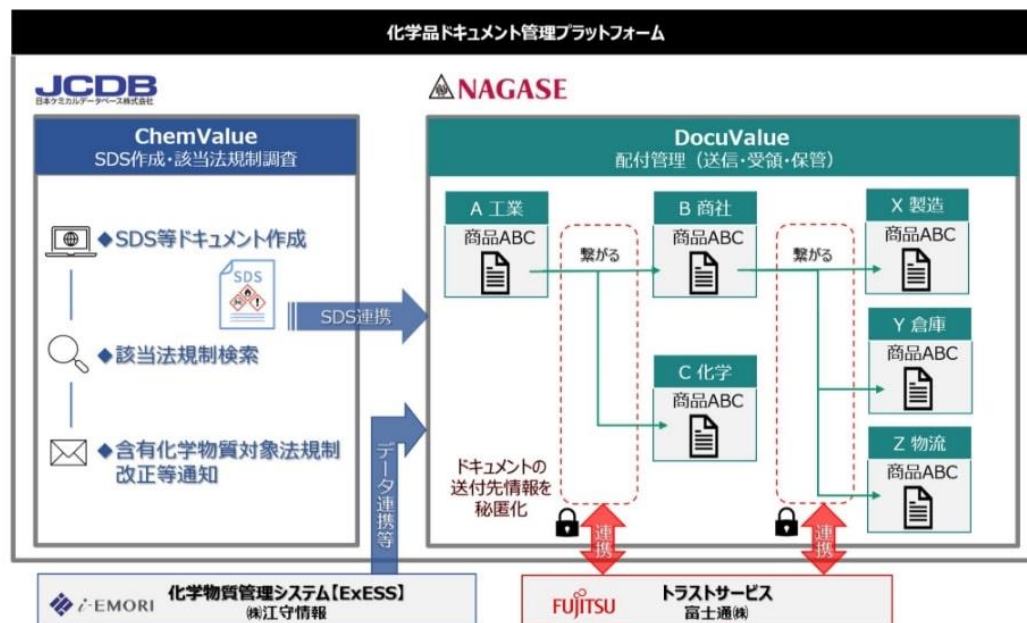 化学品ドキュメント管理プラットフォーム
JCDB
日本ケミカルデータベース株式会社
NAGASE
ChemValue
SDS作成・該当法規制調査
◆SDS等ドキュメント作成
SDS
SDS連携
◆該当法規制検索
◆含有化学物質対象法規制
改正等通知
データ連携等
DocuValue
配付管理（送信・受領・保管）
A 工業
商品ABC
繋がる
B 商社
商品ABC
繋がる
X 製造
商品ABC
Y 倉庫
商品ABC
C 化学
商品ABC
Z 物流
商品ABC
ドキュメントの
送付先情報を
秘匿化
連携
連携
i-EMORI
化学物質管理システム【ExESS】
㈱江守情報
FUJITSU
トラストサービス
富士通㈱